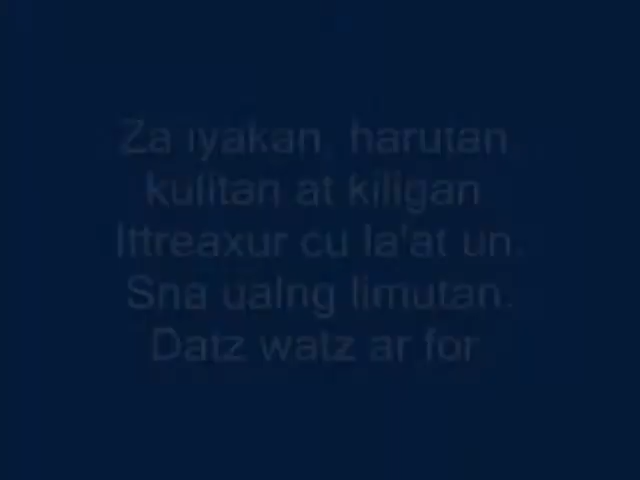 Za iyakan, harutan,
kulitan at kiligan
Ittreaxur cu la'at un.
Sna ualng limutan.
Datz watz ar for